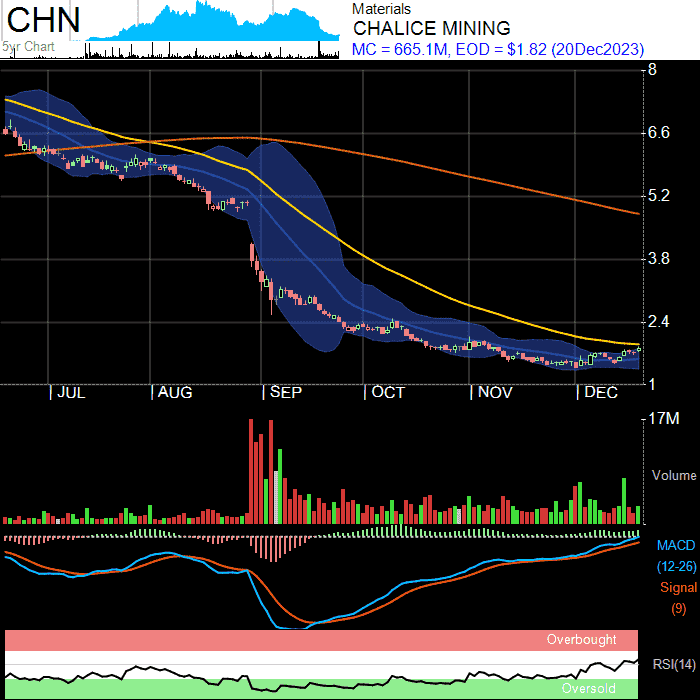 CHN
5yr Chart
Materials
CHALICE MINING
MC = 665.1M, EOD = $1.82 (20Dec2023)
8
6.6
5.2
3.8
2.4
1
JUL
AUG
SEP
OCT
NOV
DEC
17M
Volume
MACD
(12-26)
Signal
(9)
Overbought
RSI(14)
Oversold